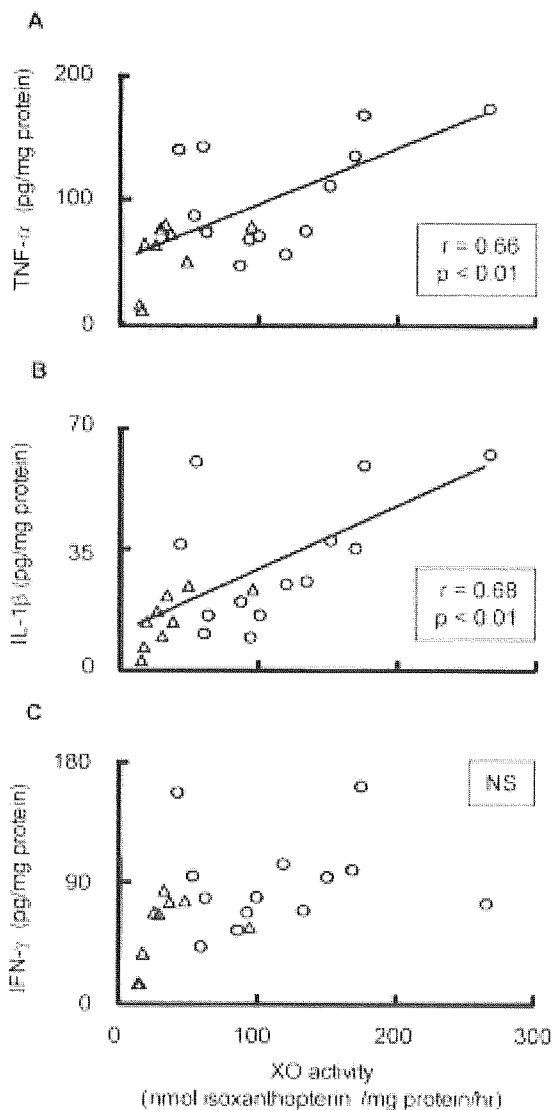 A
TNF-α (pg/mg protein)
200
100
0
r = 0.66
p < 0.01
B
IL-1β (pg/mg protein)
70
35
0
r = 0.68
p < 0.01
C
IFN-γ (pg/mg protein)
180
90
0
NS
0 100 200 300
XO activity
(nmol isoxanthopterin /mg protein/hr)